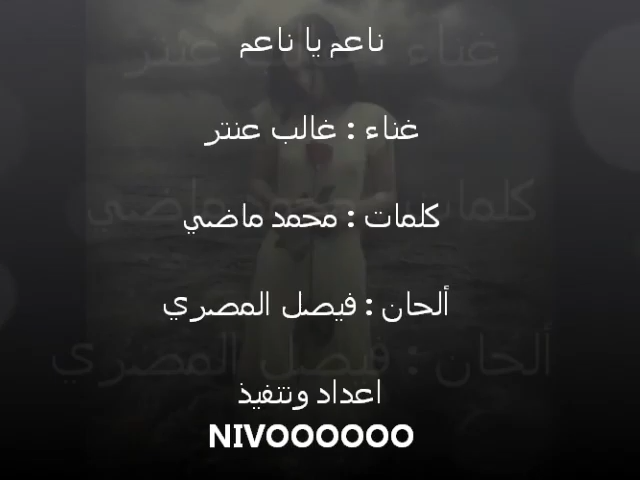 ناعم يا ناعم
غناء : غالب عنتر
كلمات : محمد ماضي
ألحان : فيصل المصري
اعداد وتنفيذ
NIVOOOOOO